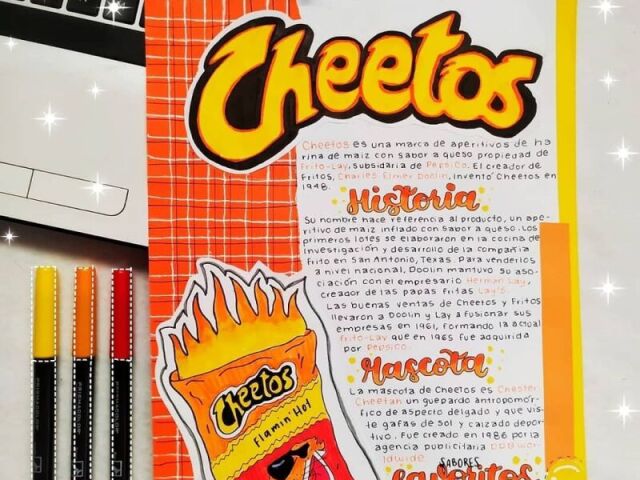 Cheetos
Cheetos es una marca de aperitivos de ha
rina de maiz con sabor a queso propiedad de
Frito-Lay, subsidaria de Pepsico. El creador de
Fritos, Charles Elmer Doolin, inventó Cheetos en
1948.
Historia
Su nombre hace referencia al producto, un ape-
ritivo de maiz inflado con sabor a queso. Los
primeros lotes se elaboraron en la cocina de
investigación y desarrollo de la compañia
Frito en San Antonio, Texas. Para venderlos
a nivel nacional, Doolin mantuvo su aso-
ciación con el empresario Herman Lay,
creador de las papas fritas Lay's.
Las buenas ventas de Cheetos y Fritos
llevaron a Doolin y Lay a fusionar sus
empresas en 1961, formando la actual
Frito-Lay que en 1965 fue adquirida
por Pepsico.
Mascota
La mascota de Cheetos es Chester
Cheetah un guepardo antropomór-
fico de aspecto delgado y que vis-
te gafas de sol y calzado depor-
tivo. Fue creado en 1986 por la
agencia publicitaria DDB wor-
ldwide
SABORES
favoritos
Cheetos
Flamin' Hot